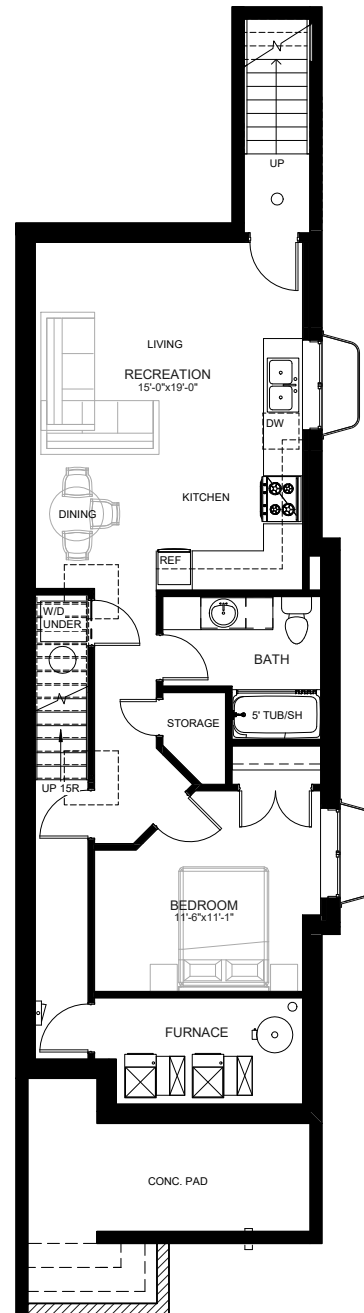 UP
LIVING
RECREATION
15'-0"x19'-0"
DW
KITCHEN
DINING
REF
W/D
UNDER
BATH
STORAGE
5' TUB/SH
UP 15R
BEDROOM
11'-6"x11'-1"
FURNACE
CONC. PAD